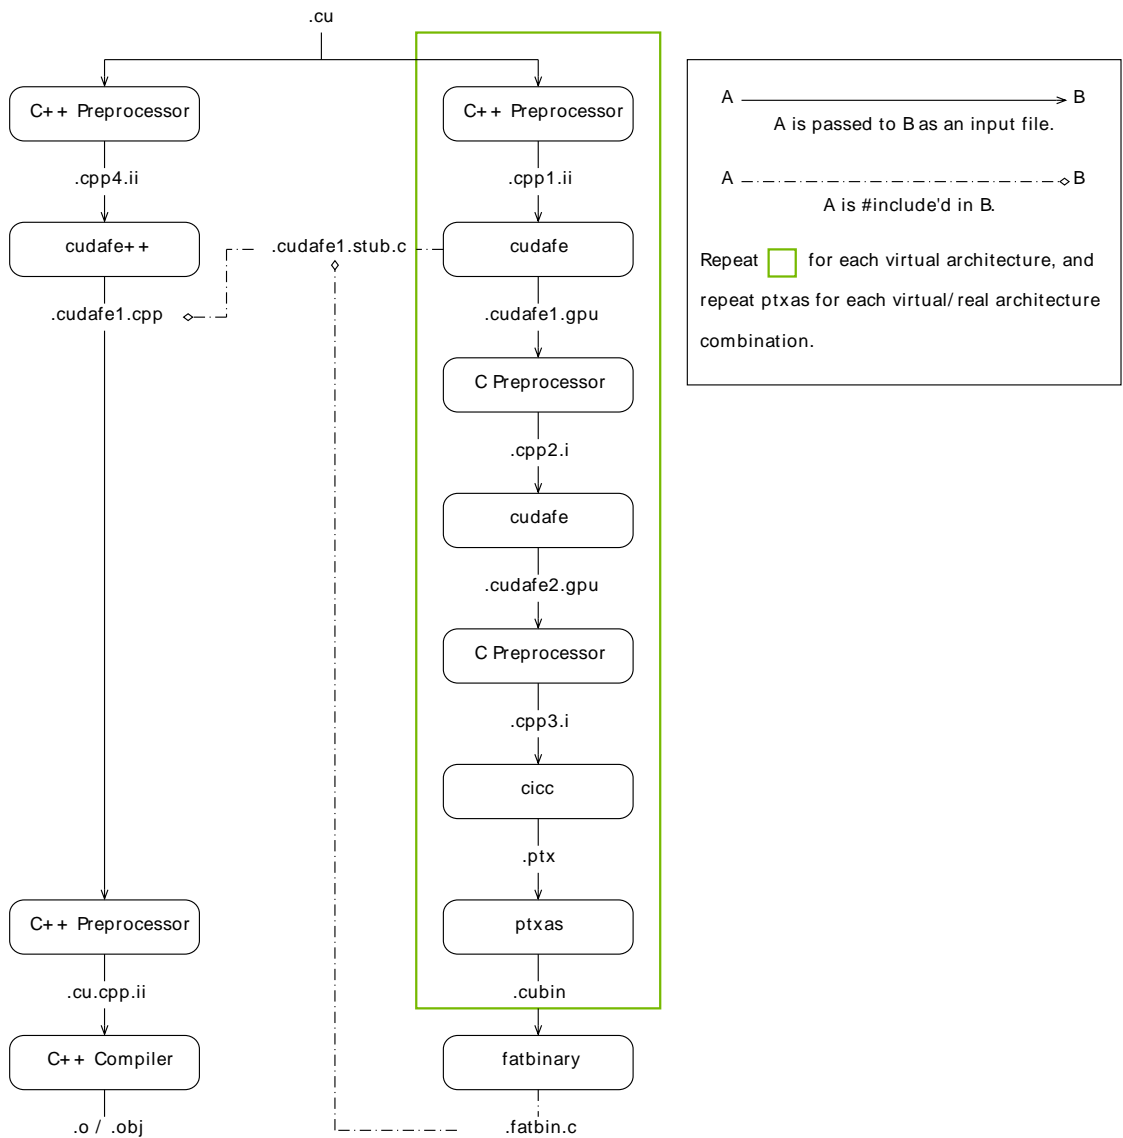 .cu
C++ Preprocessor
.cpp4.ii
cudafe++
.cudafe1.cpp
C++ Preprocessor
.cu.cpp.ii
C++ Compiler
.o / .obj
.cudafe1.stub.c
C++ Preprocessor
.cpp1.ii
cudafe
.cudafe1.gpu
C Preprocessor
.cpp2.i
cudafe
.cudafe2.gpu
C Preprocessor
.cpp3.i
cicc
.ptx
ptxas
.cubin
fatbinary
.fatbin.c
A B
A is passed to B as an input file.
A B
A is #include'd in B.
Repeat for each virtual architecture, and
repeat ptxas for each virtual/real architecture
combination.